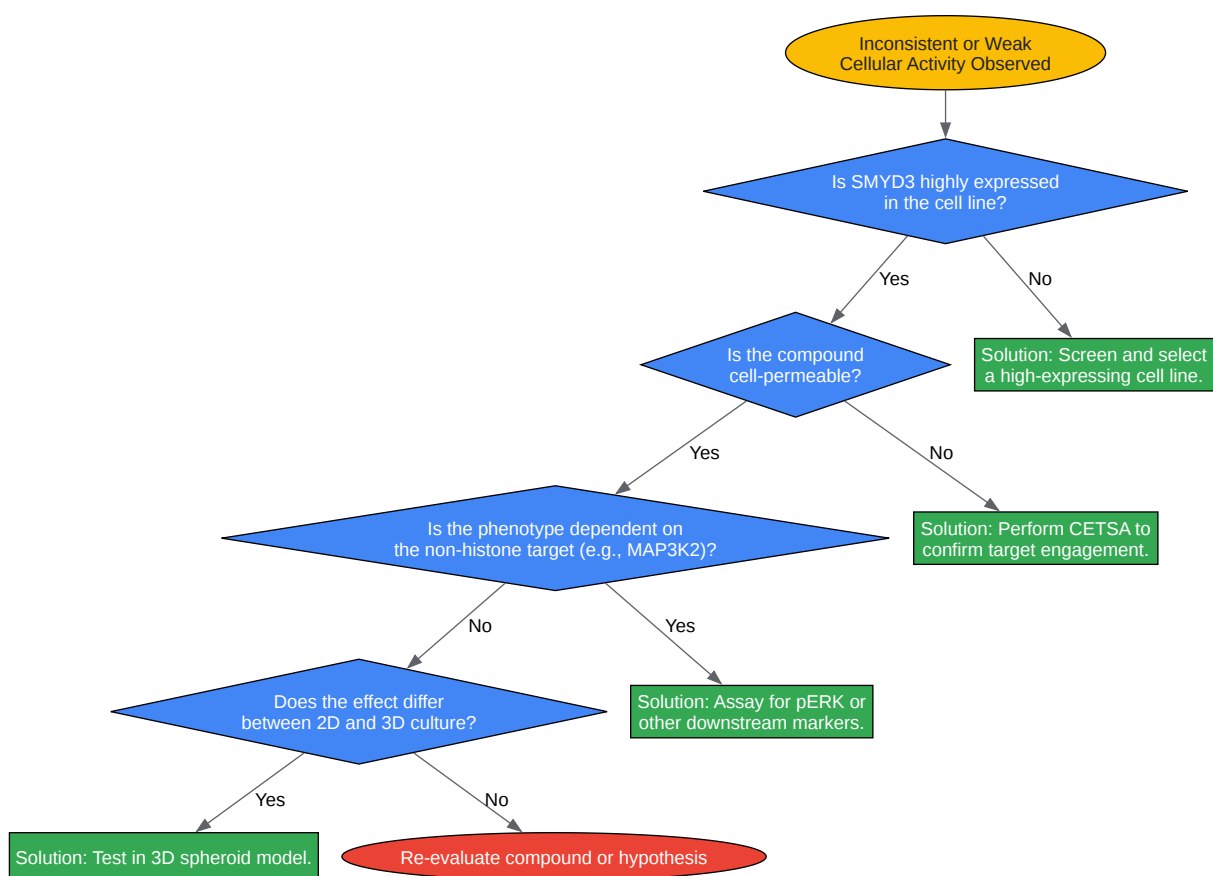 Inconsistent or Weak
Cellular Activity Observed
Is SMYD3 highly expressed
in the cell line?
Yes
No
Is the compound
cell-permeable?
Solution: Screen and select
a high-expressing cell line.
Yes
No
Is the phenotype dependent on
the non-histone target (e.g., MAP3K2)?
Solution: Perform CETSA to
confirm target engagement.
No
Yes
Does the effect differ
between 2D and 3D culture?
Solution: Assay for pERK or
other downstream markers.
Yes
No
Solution: Test in 3D spheroid model.
Re-evaluate compound or hypothesis